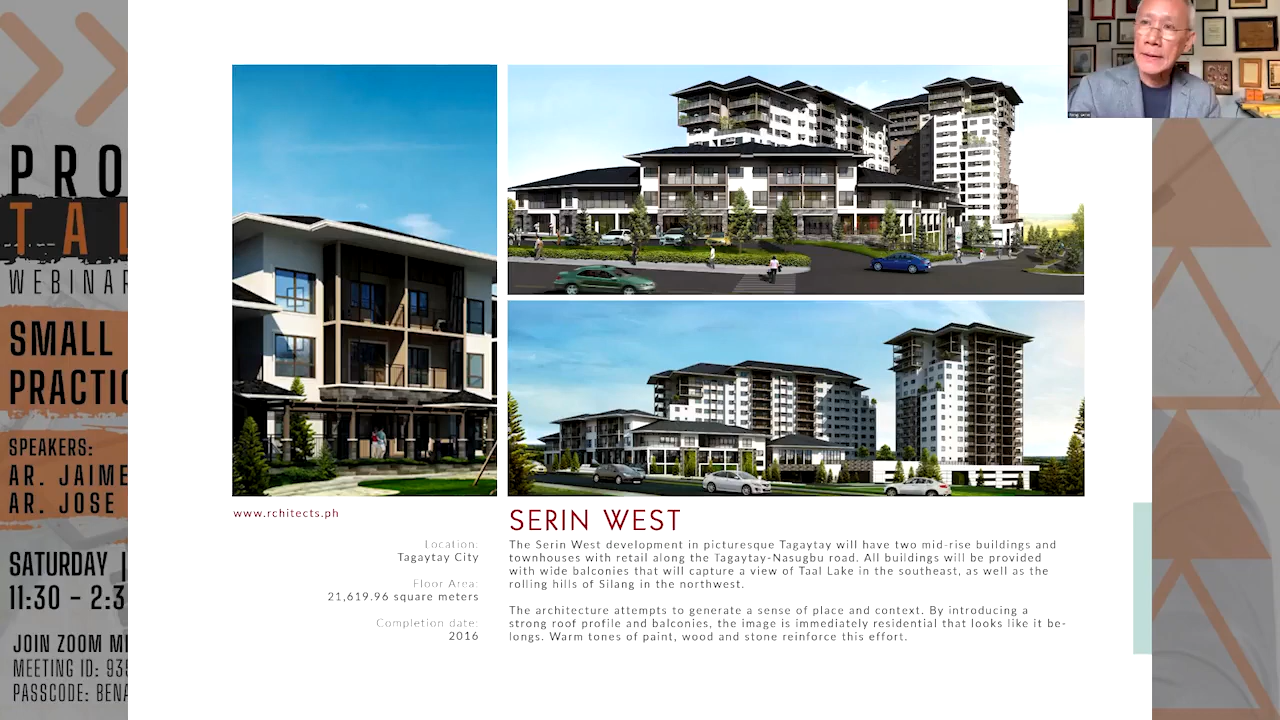 PRO
TAL
WEBINAR
SMALL
PRACTIC
SPEAKERS:
AR. JAIME
AR. JOSE
SATURDAY |
11:30 - 2:3
JOIN ZOOM ME
MEETING ID: 935
PASSCODE: BENA
www.rchitects.ph
Location:
Tagaytay City
Floor Area:
21,619.96 square meters
Completion date:
2016
SERIN WEST
The Serin West development in picturesque Tagaytay will have two mid-rise buildings and
townhouses with retail along the Tagaytay-Nasugbu road. All buildings will be provided
with wide balconies that will capture a view of Taal Lake in the southeast, as well as the
rolling hills of Silang in the northwest.
The architecture attempts to generate a sense of place and context. By introducing a
strong roof profile and balconies, the image is immediately residential that looks like it be-
longs. Warm tones of paint, wood and stone reinforce this effort.